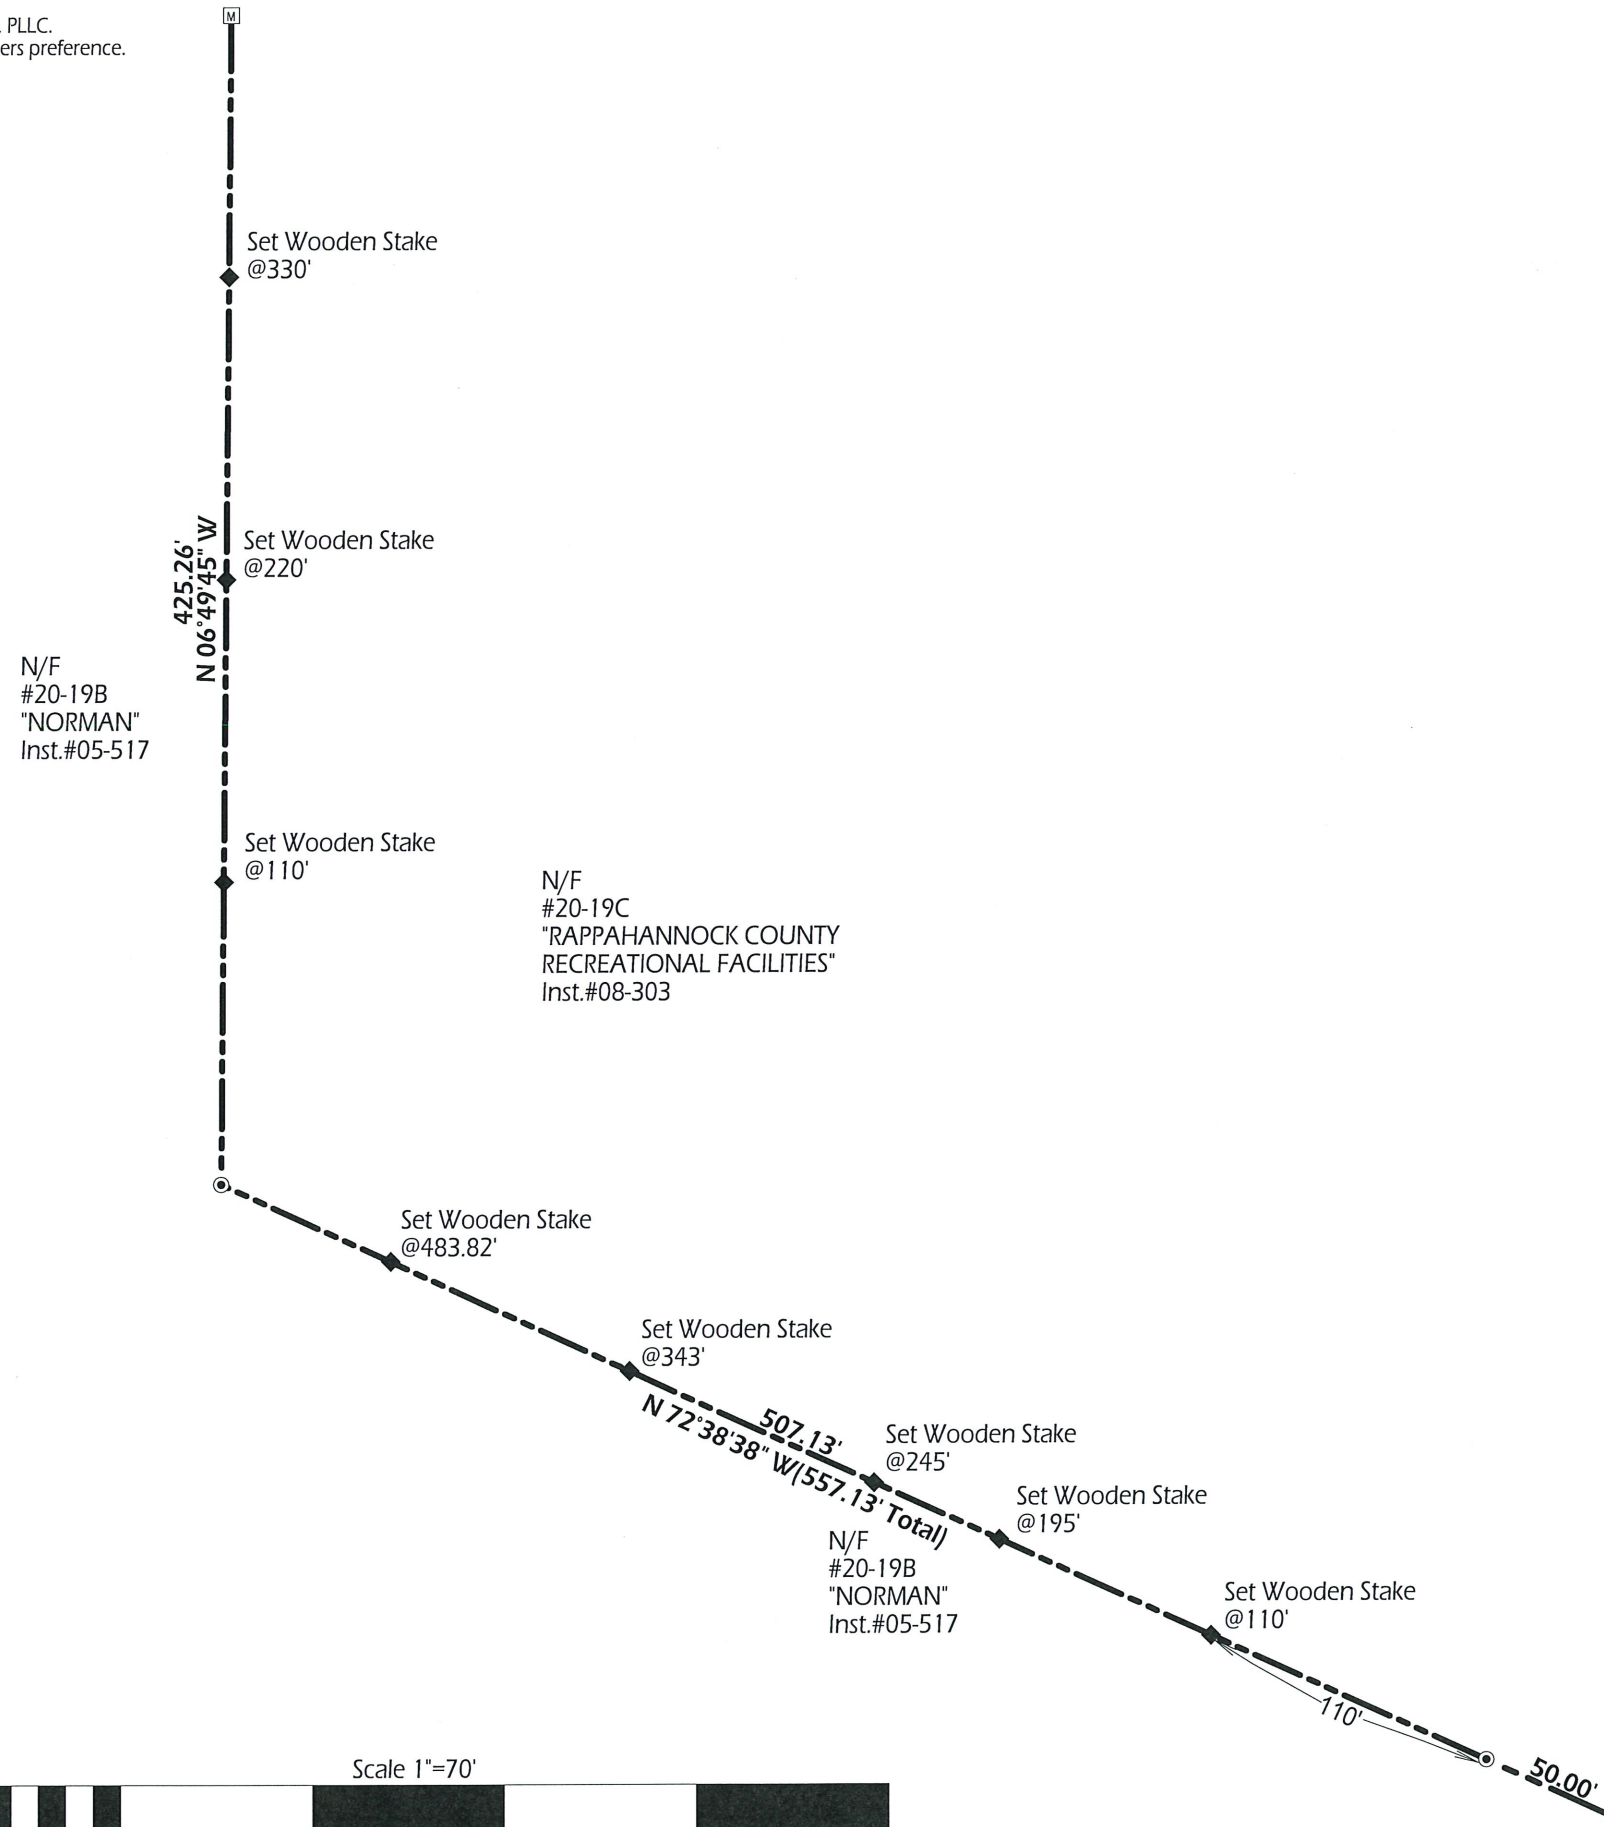 PLLC.
ers preference.
M
Set Wooden Stake
@330'
Set Wooden Stake
@220'
425.26'
N 06°49'45" W
N/F
#20-19B
"NORMAN"
Inst.#05-517
Set Wooden Stake
@110'
N/F
#20-19C
"RAPPAHANNOCK COUNTY
RECREATIONAL FACILITIES"
Inst.#08-303
Set Wooden Stake
@483.82'
Set Wooden Stake
@343'
507.13'
N 72°38'38" W(557.13' Total)
Set Wooden Stake
@245'
Set Wooden Stake
@195'
N/F
#20-19B
"NORMAN"
Inst.#05-517
Set Wooden Stake
@110'
110'
50.00'
Scale 1"=70'